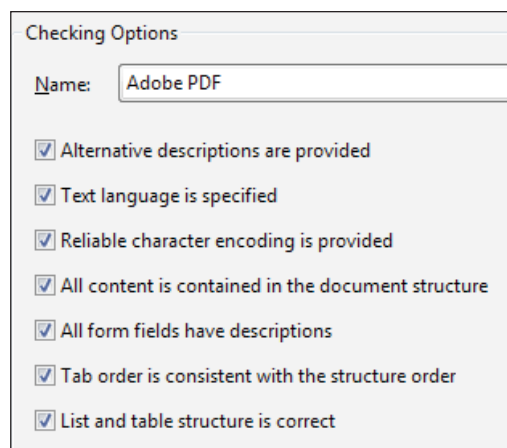 Checking Options
Name: Adobe PDF
Alternative descriptions are provided
Text language is specified
Reliable character encoding is provided
All content is contained in the document structure
All form fields have descriptions
Tab order is consistent with the structure order
List and table structure is correct